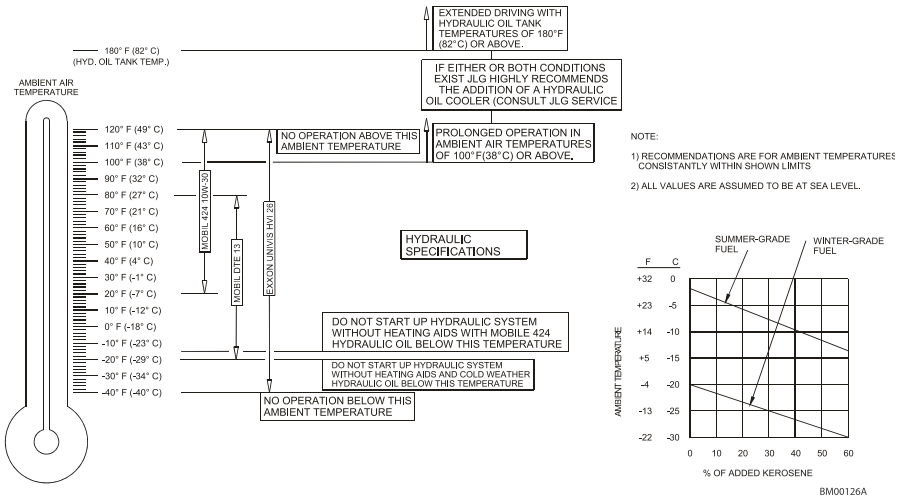 EXTENDED DRIVING WITH
HYDRAULIC OIL TANK
TEMPERATURES OF 180°F
(82°C) OR ABOVE.
180° F (82° C)
(HYD. OIL TANK TEMP.)
IF EITHER OR BOTH CONDITIONS
EXIST JLG HIGHLY RECOMMENDS
THE ADDITION OF A HYDRAULIC
OIL COOLER (CONSULT JLG SERVICE
AMBIENT AIR
TEMPERATURE
120° F (49° C)
110° F (43° C)
100° F (38° C)
90° F (32° C)
80° F (27° C)
70° F (21° C)
60° F (16° C)
50° F (10° C)
40° F (4° C)
30° F (-1° C)
20° F (-7° C)
10° F (-12° C)
0° F (-18° C)
-10° F (-23° C)
-20° F (-29° C)
-30° F (-34° C)
-40° F (-40° C)
MOBIL 424 10W-30
MOBIL DTE 13
EXXON UNIVIS HVI 26
NO OPERATION ABOVE THIS
AMBIENT TEMPERATURE
PROLONGED OPERATION IN
AMBIENT AIR TEMPERATURES
OF 100°F(38°C) OR ABOVE.
HYDRAULIC
SPECIFICATIONS
DO NOT START UP HYDRAULIC SYSTEM
WITHOUT HEATING AIDS WITH MOBILE 424
HYDRAULIC OIL BELOW THIS TEMPERATURE
DO NOT START UP HYDRAULIC SYSTEM
WITHOUT HEATING AIDS AND COLD WEATHER
HYDRAULIC OIL BELOW THIS TEMPERATURE
NO OPERATION BELOW THIS
AMBIENT TEMPERATURE
NOTE:
1) RECOMMENDATIONS ARE FOR AMBIENT TEMPERATURES
CONSISTANTLY WITHIN SHOWN LIMITS
2) ALL VALUES ARE ASSUMED TO BE AT SEA LEVEL.
SUMMER-GRADE
FUEL
WINTER-GRADE
FUEL
F C
+32 0
+23 -5
+14 -10
+5 -15
-4 -20
-13 -25
-22 -30
AMBIENT TEMPERATURE
0 10 20 30 40 50 60
% OF ADDED KEROSENE
BM00126A